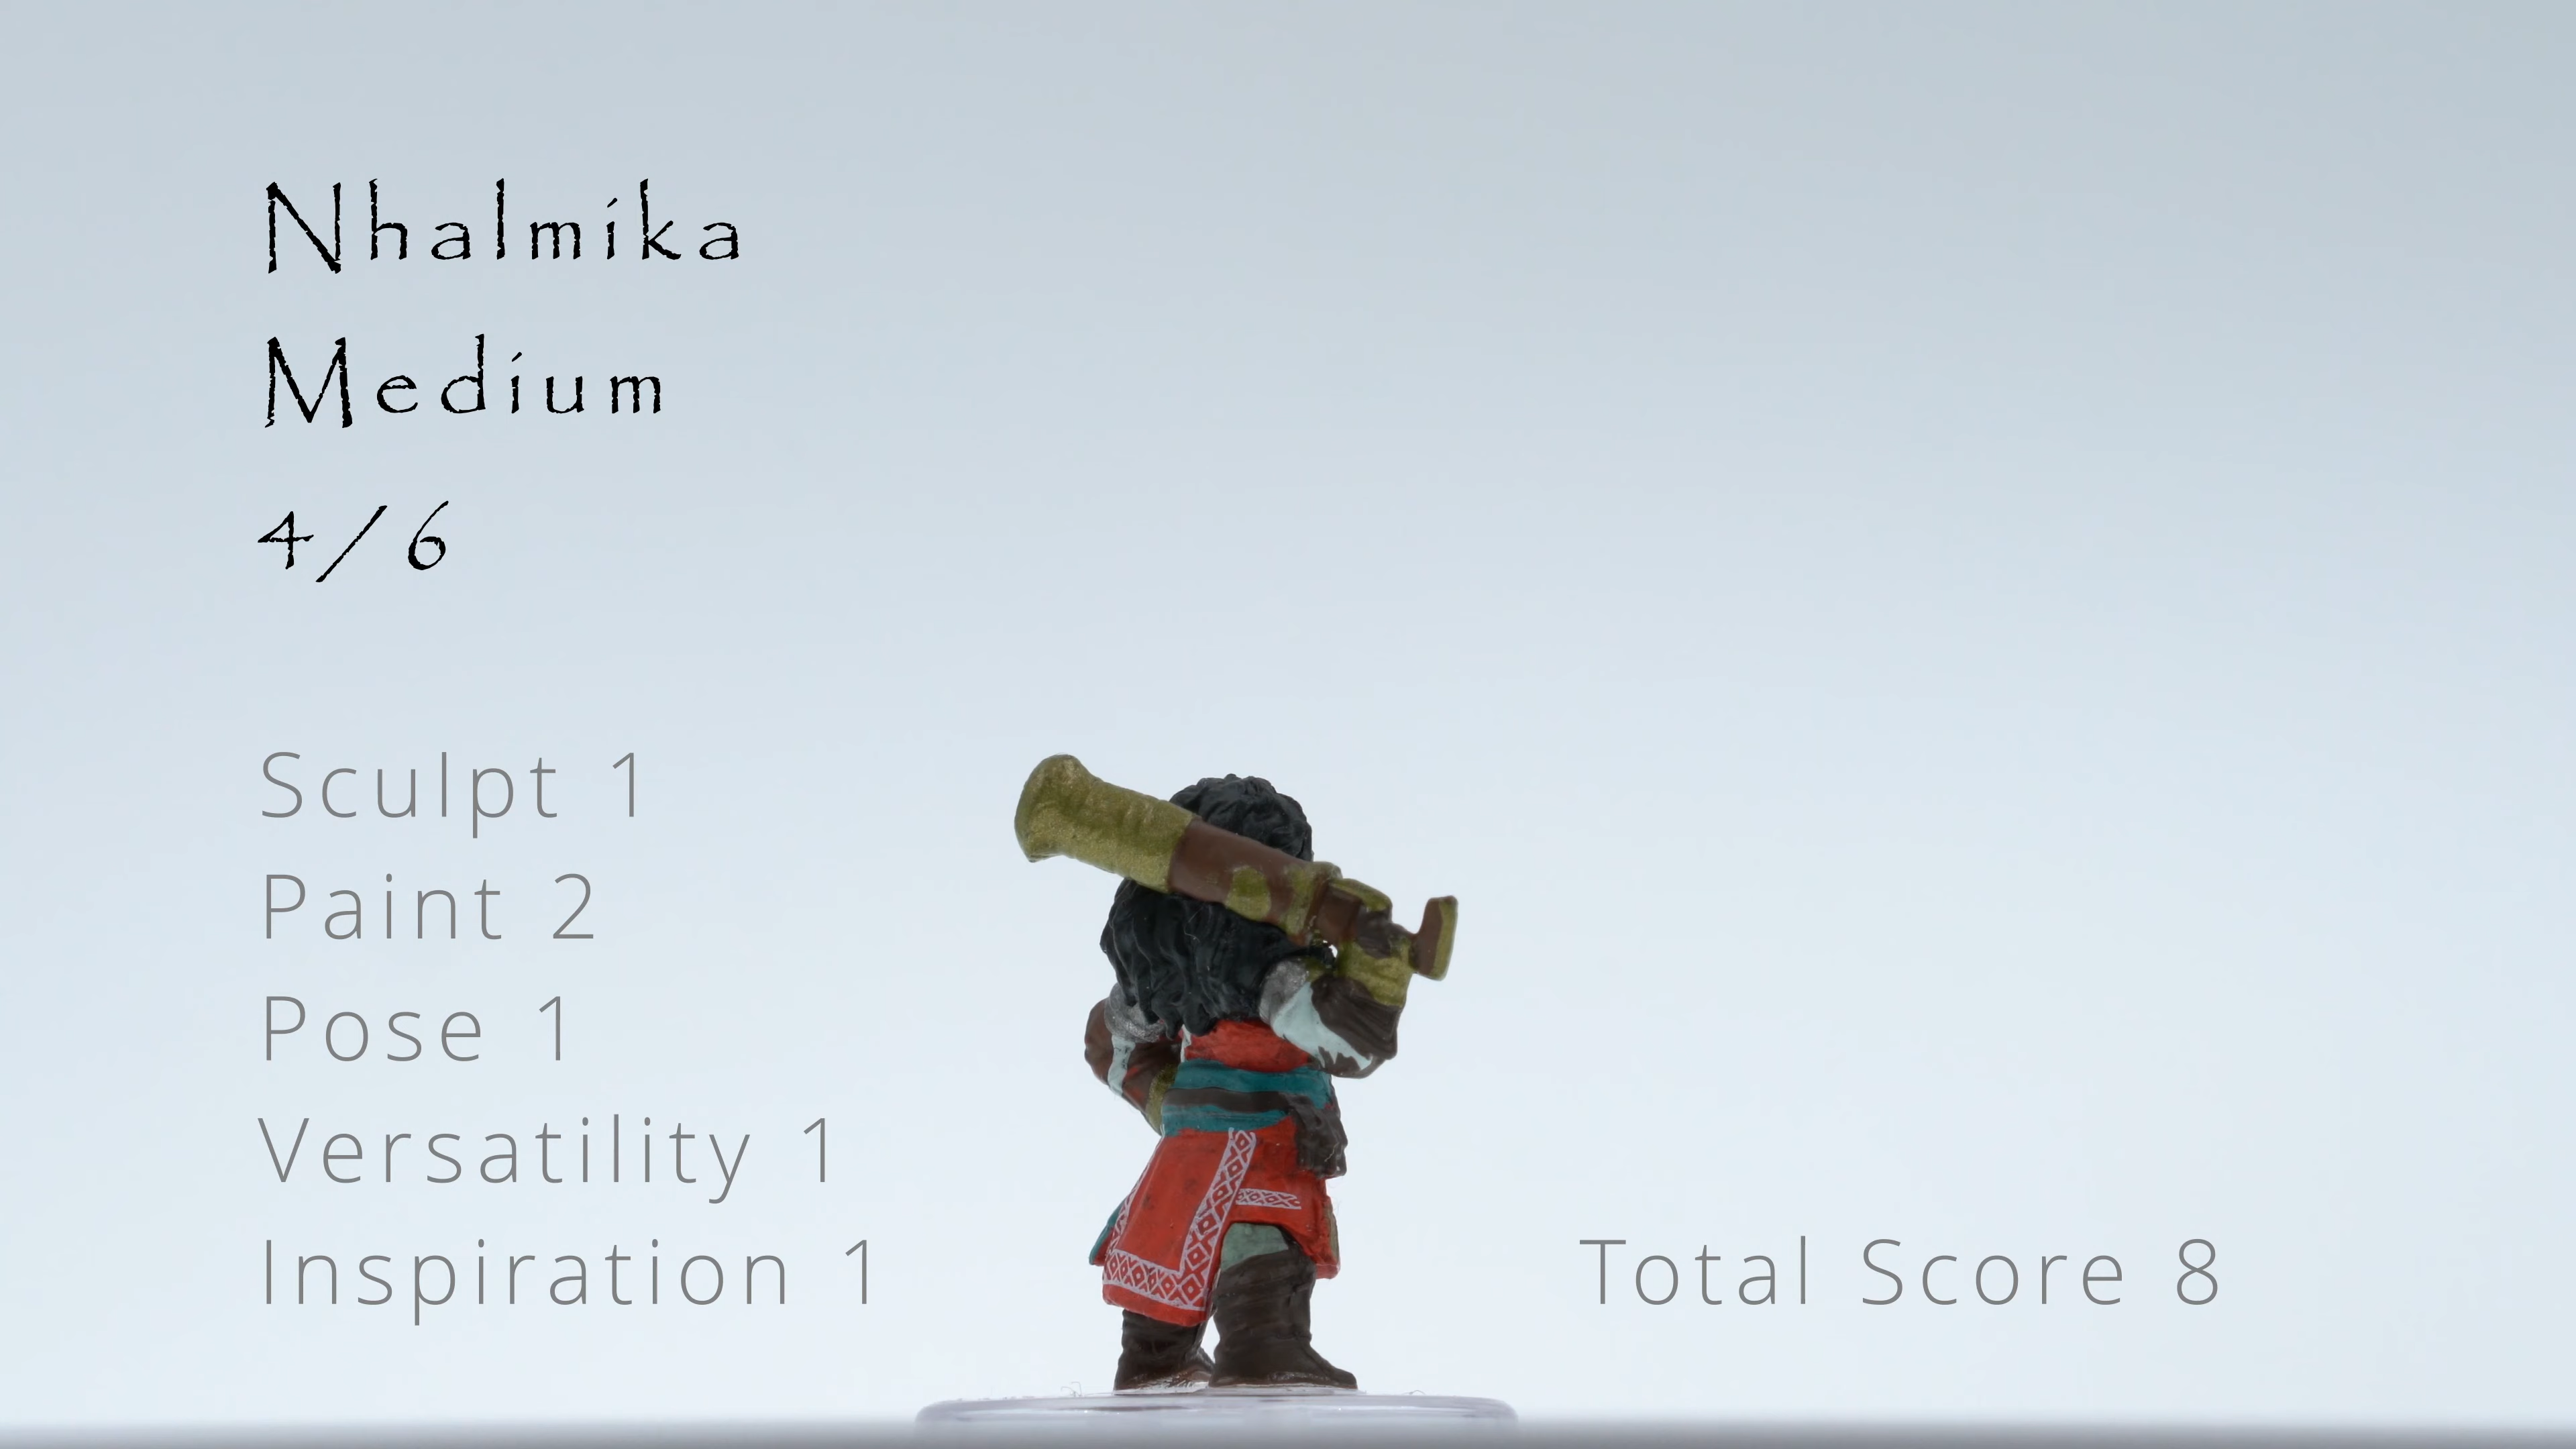 Nhalmika
Medium
4/6
Sculpt 1
Paint 2
Pose 1
Versatility 1
Inspiration 1
Total Score 8